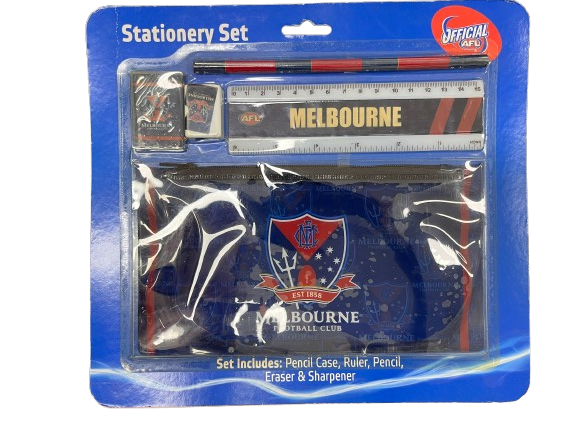 Stationery Set
OFFICIAL
AFL
MELBOURNE
AFL
MELBOURNE
EST 1858
MELBOURNE
FOOTBALL CLUB
Set Includes: Pencil Case, Ruler, Pencil,
Eraser & Sharpener